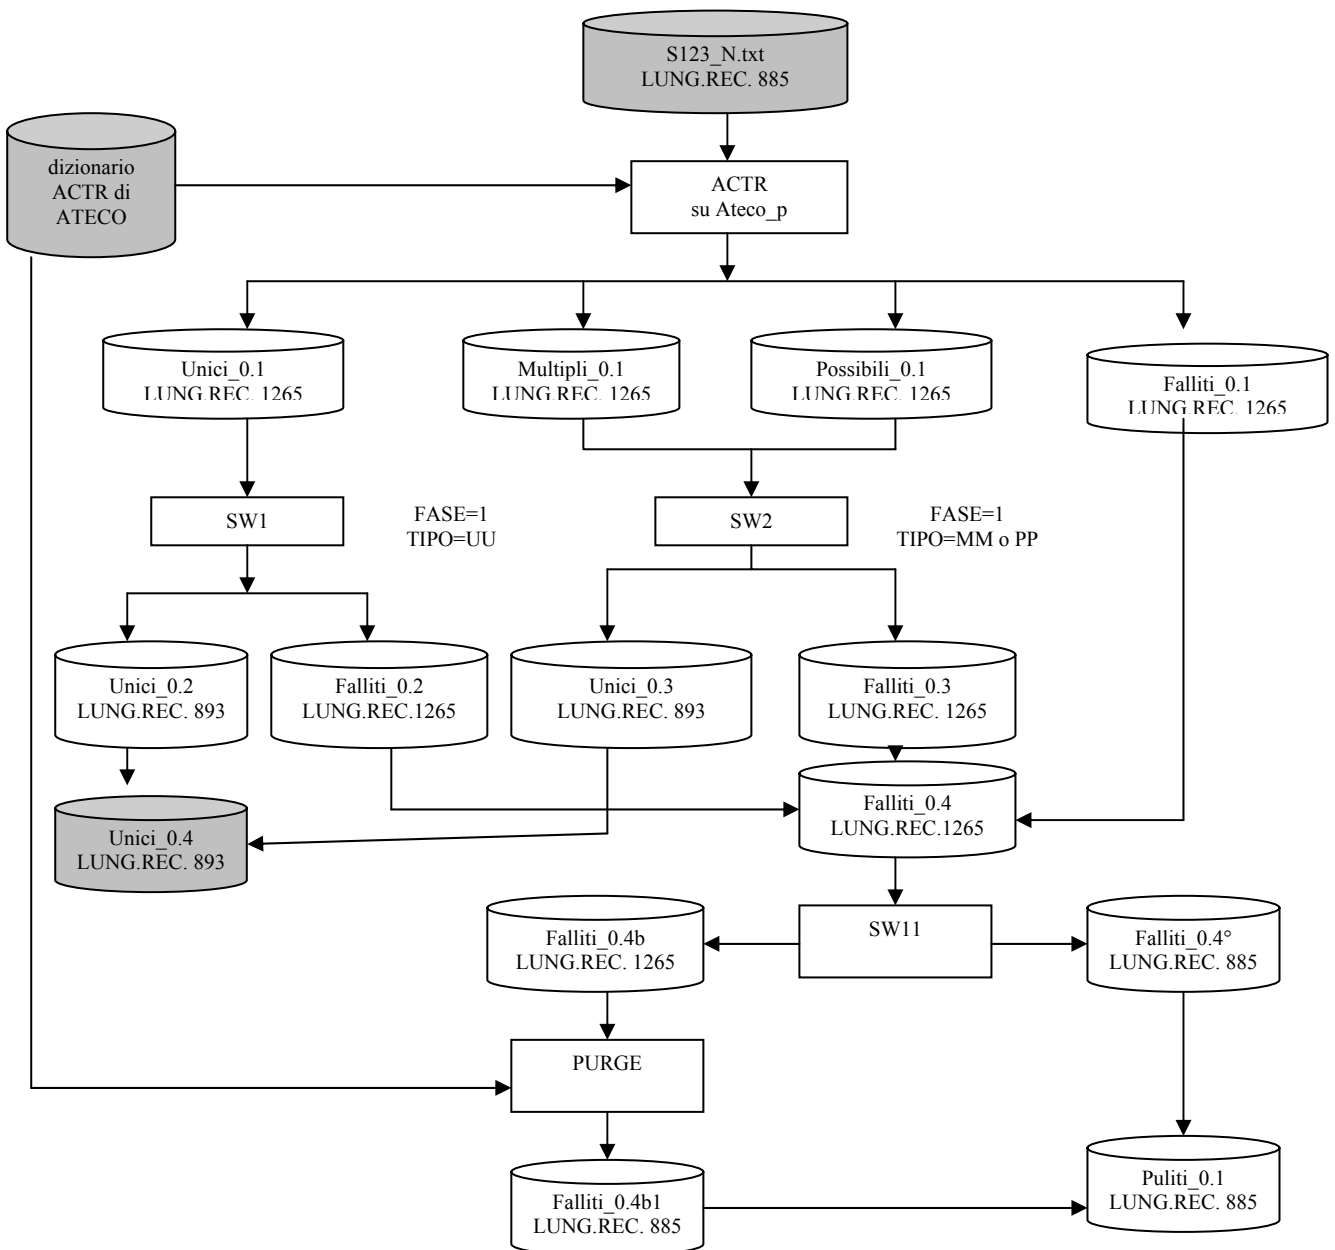 S123_N.txt
LUNG.REC. 885
dizionario
ACTR di
ATECO
ACTR
su Ateco_p
Unici_0.1
LUNG.REC. 1265
Multipli_0.1
LUNG.REC. 1265
Possibili_0.1
LUNG.REC. 1265
Falliti_0.1
LUNG.REC. 1265
SW1
FASE=1
TIPO=UU
SW2
FASE=1
TIPO=MM o PP
Unici_0.2
LUNG.REC. 893
Falliti_0.2
LUNG.REC.1265
Unici_0.3
LUNG.REC. 893
Falliti_0.3
LUNG.REC. 1265
Unici_0.4
LUNG.REC. 893
Falliti_0.4
LUNG.REC.1265
Falliti_0.4b
LUNG.REC. 1265
SW11
Falliti_0.4°
LUNG.REC. 885
PURGE
Falliti_0.4b1
LUNG.REC. 885
Puliti_0.1
LUNG.REC. 885